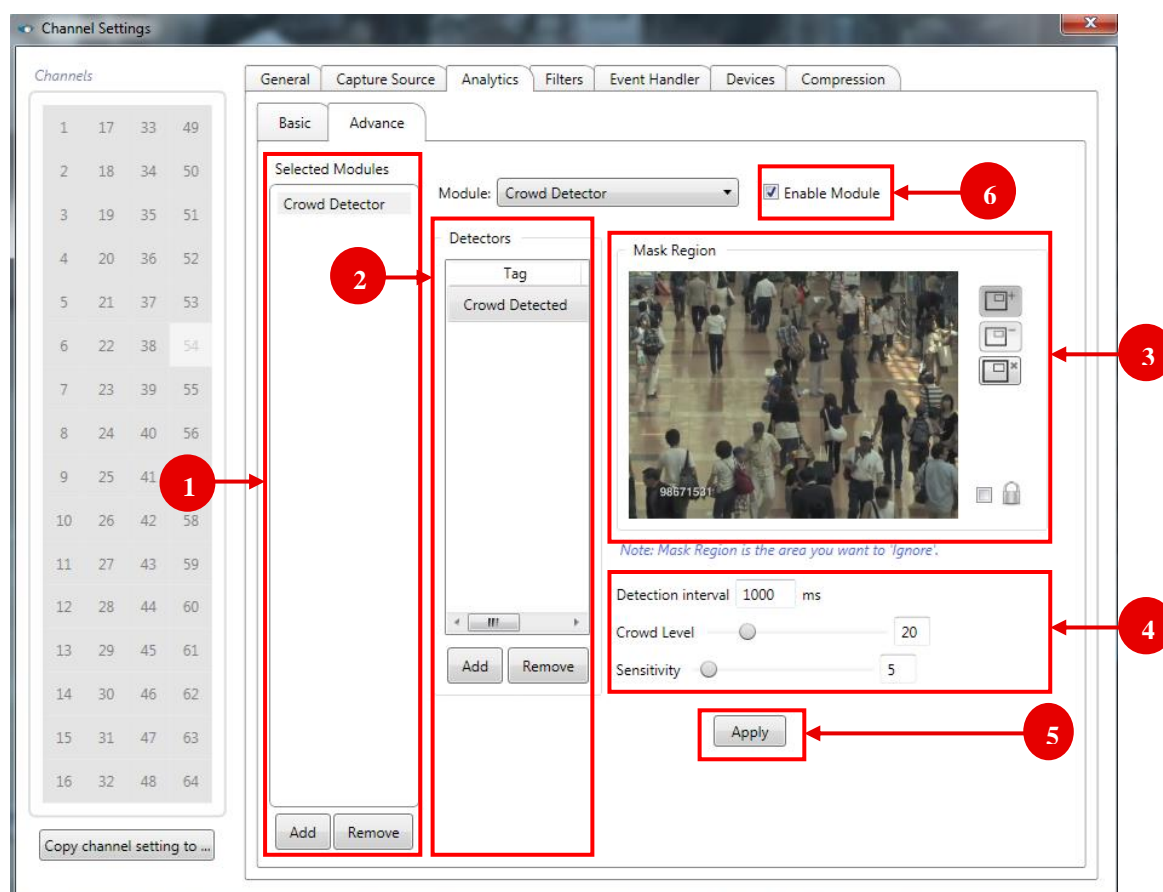 Channel Settings
x
Channels
General Capture Source Analytics Filters Event Handler Devices Compression
Basic Advance
1 17 33 49
2 18 34 50
3 19 35 51
4 20 36 52
5 21 37 53
6 22 38 54
7 23 39 55
8 24 40 56
9 25 41
10 26 42 58
11 27 43 59
12 28 44 60
13 29 45 61
14 30 46 62
15 31 47 63
16 32 48 64
Copy channel setting to ...
Selected Modules
Crowd Detector
Add Remove
1
Module: Crowd Detector
Enable Module
6
Detectors
Tag
Crowd Detected
Add Remove
2
Mask Region
98671531
3
Note: Mask Region is the area you want to 'Ignore'.
Detection interval 1000 ms
Crowd Level 20
Sensitivity 5
4
Apply
5